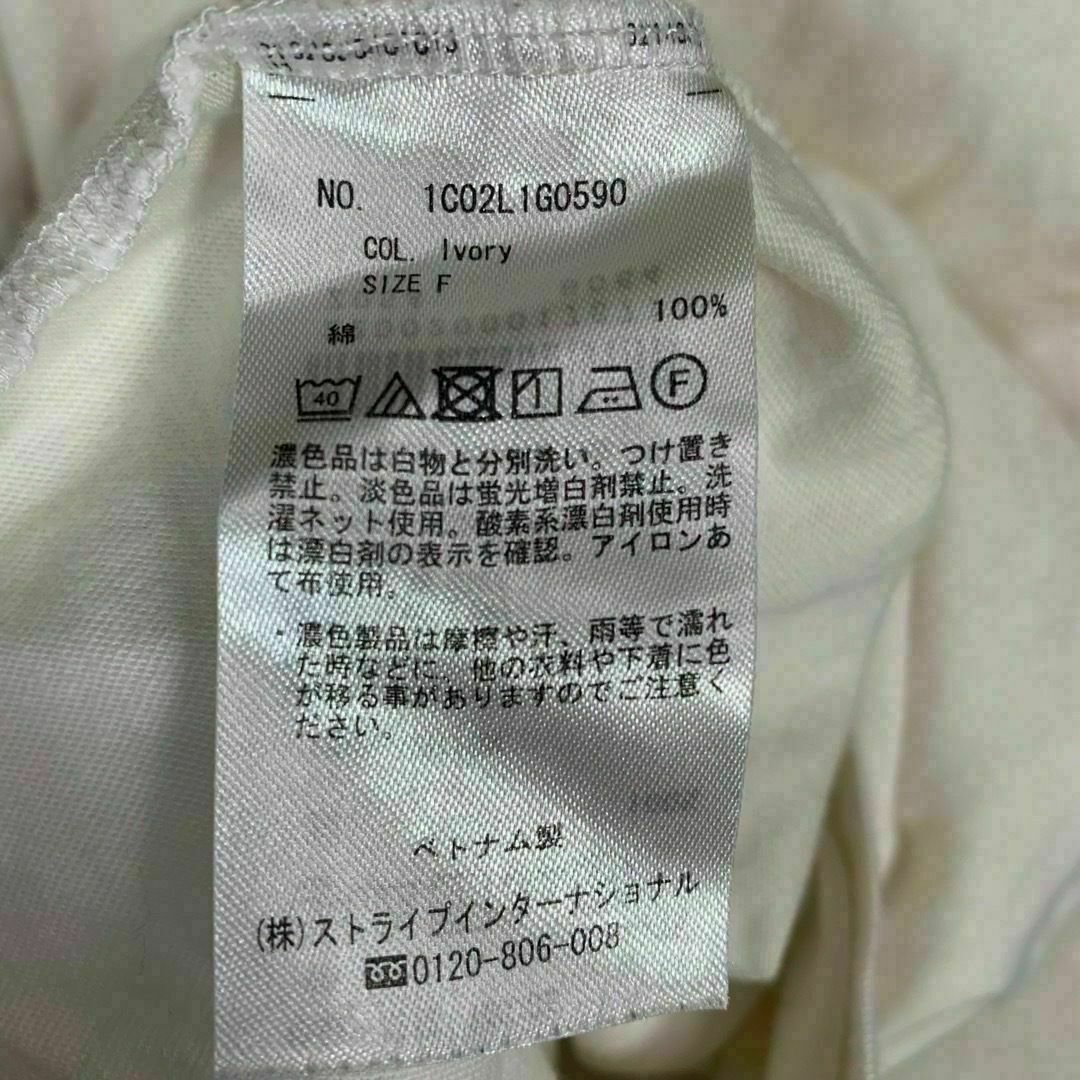 NO. 1C02L1G0590
COL. Ivory
SIZE F
綿 100%
40 F
濃色品は白物と分別洗い。つけ置き
禁止。淡色品は蛍光増白剤禁止。洗
濯ネット使用。酸素系漂白剤使用時
は漂白剤の表示を確認。アイロンあ
て布使用。
・濃色製品は摩擦や汗、雨等で濡れ
た時などに、他の衣料や下着に色
が移る事がありますのでご注意く
ださい。
ベトナム製
(株)ストライプインターナショナル
0120-806-008